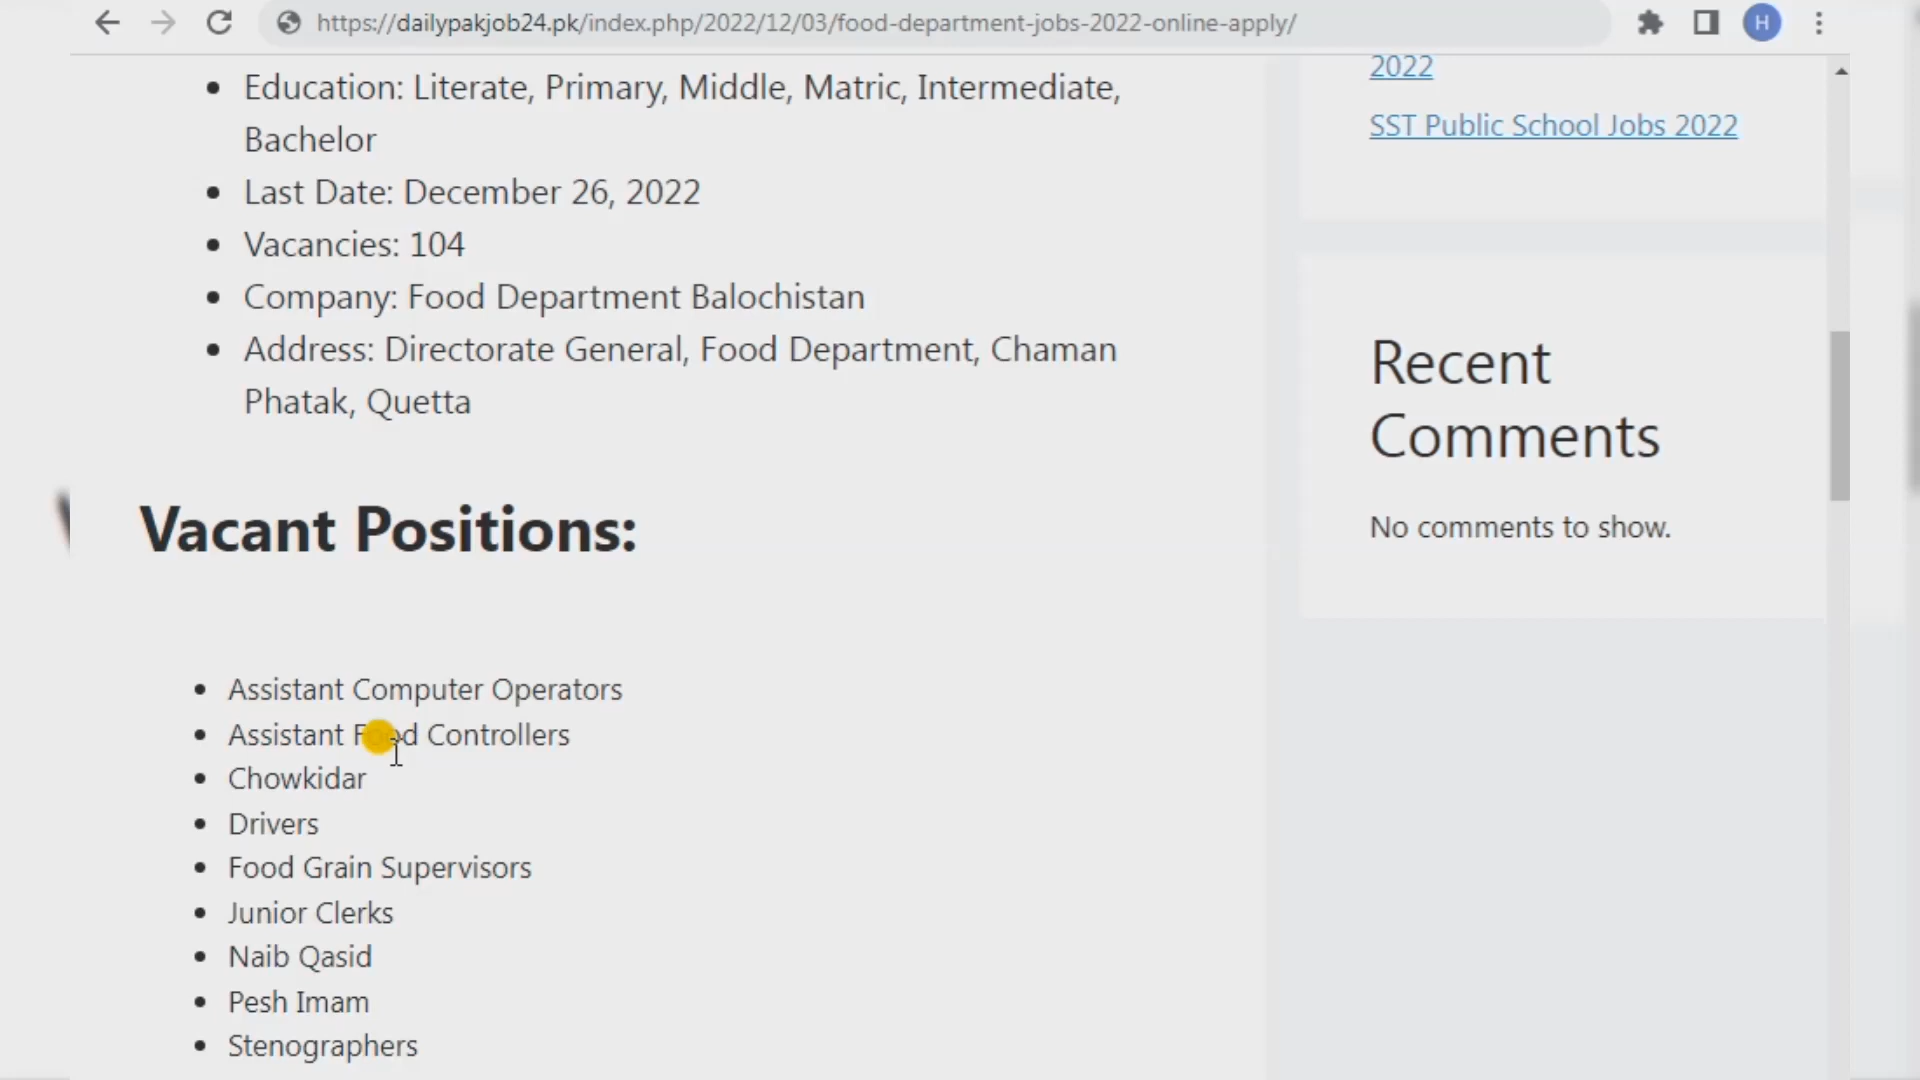 https://dailypakjob24.pk/index.php/2022/12/03/food-department-jobs-2022-online-apply/
H
Education: Literate, Primary, Middle, Matric, Intermediate,
Bachelor
Last Date: December 26, 2022
Vacancies: 104
Company: Food Department Balochistan
Address: Directorate General, Food Department, Chaman
Phatak, Quetta
Vacant Positions:
Assistant Computer Operators
Assistant Food Controllers
Chowkidar
Drivers
Food Grain Supervisors
Junior Clerks
Naib Qasid
Pesh Imam
Stenographers
2022
SST Public School Jobs 2022
Recent
Comments
No comments to show.